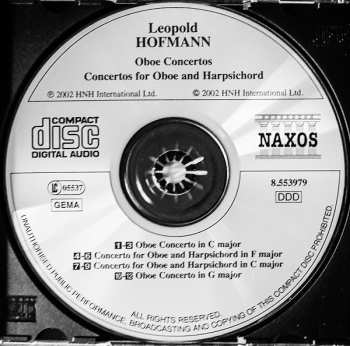 Leopold
HOFMANN
Oboe Concertos
Concertos for Oboe and Harpsichord
℗ 2002 HNH International Ltd. © 2002 HNH International Ltd.
COMPACT
disc
DIGITAL AUDIO
NAXOS
LC 05537
GEMA
8.553979
DDD
1-3 Oboe Concerto in C major
4-6 Concerto for Oboe and Harpsichord in F major
7-9 Concerto for Oboe and Harpsichord in C major
10-12 Oboe Concerto in G major
ALL RIGHTS RESERVED.
UNAUTHORISED PUBLIC PERFORMANCE, BROADCASTING AND COPYING OF THIS COMPACT DISC PROHIBITED